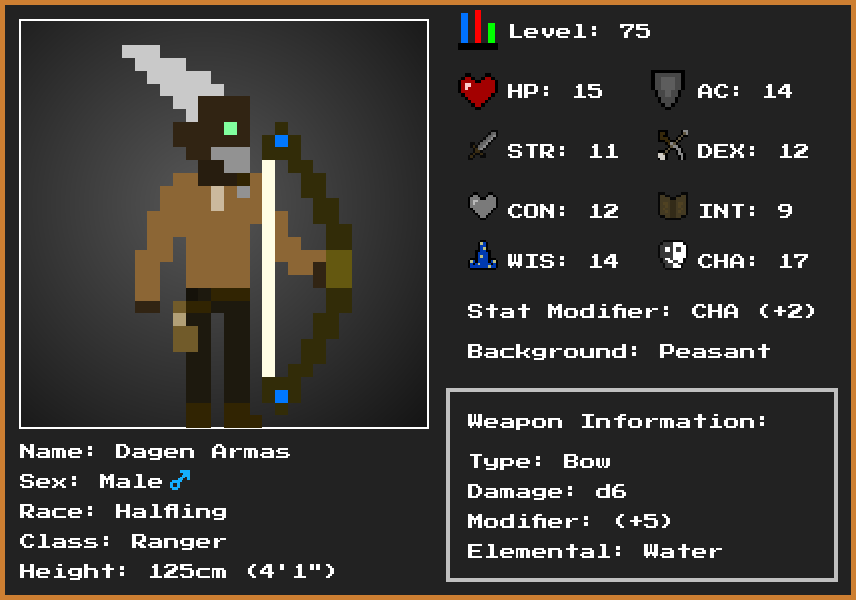 Level: 75
HP: 15 AC: 14
STR: 11 DEX: 12
CON: 12 INT: 9
WIS: 14 CHA: 17
Stat Modifier: CHA (+2)
Background: Peasant
Weapon Information:
Type: Bow
Damage: d6
Modifier: (+5)
Elemental: Water
Name: Dagen Armas
Sex: Male ♂
Race: Halfling
Class: Ranger
Height: 125cm (4'1")